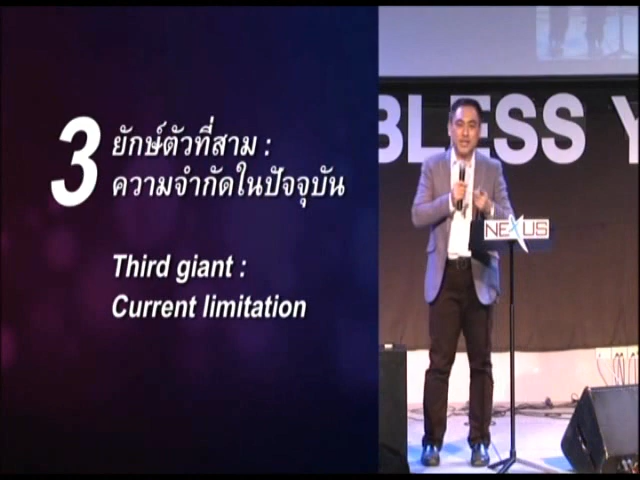 3
ยักษ์ตัวที่สาม :
ความจำกัดในปัจจุบัน
Third giant :
Current limitation
BLESS Y
NEXUS